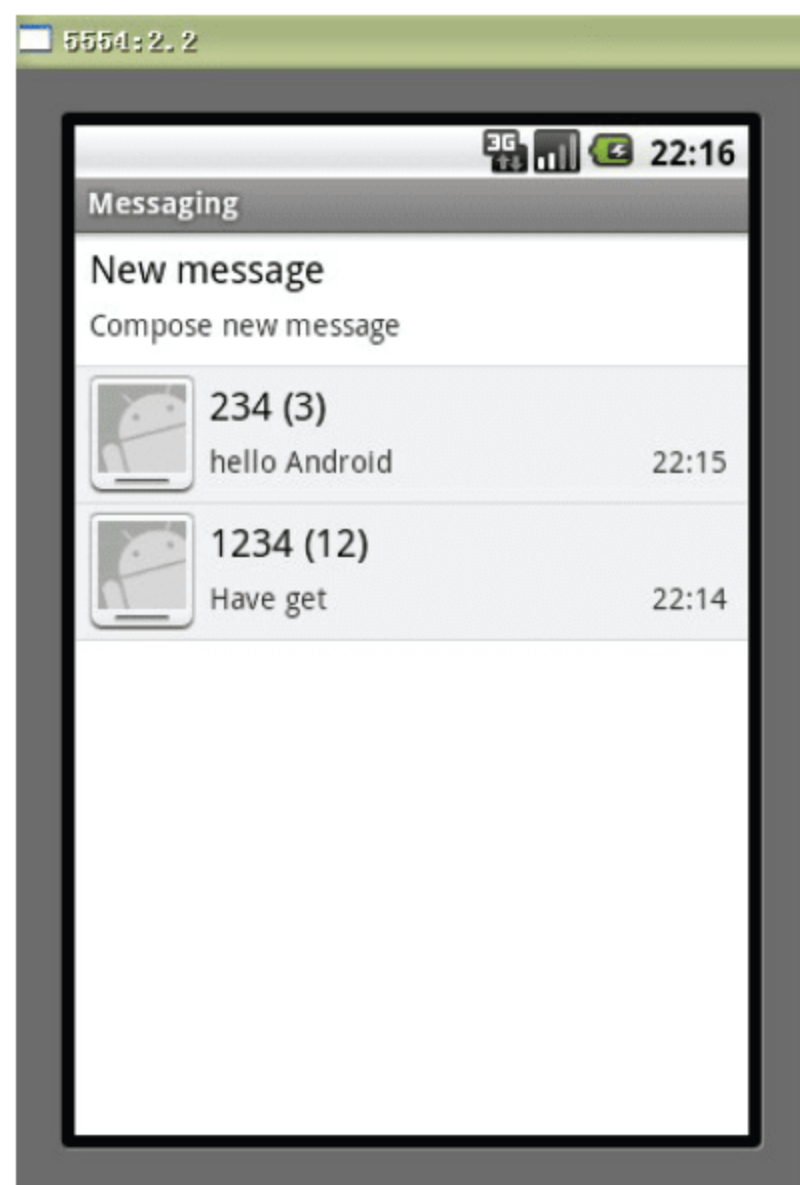 5554:2.2
3G 22:16
Messaging
New message
Compose new message
234 (3)
hello Android 22:15
1234 (12)
Have get 22:14